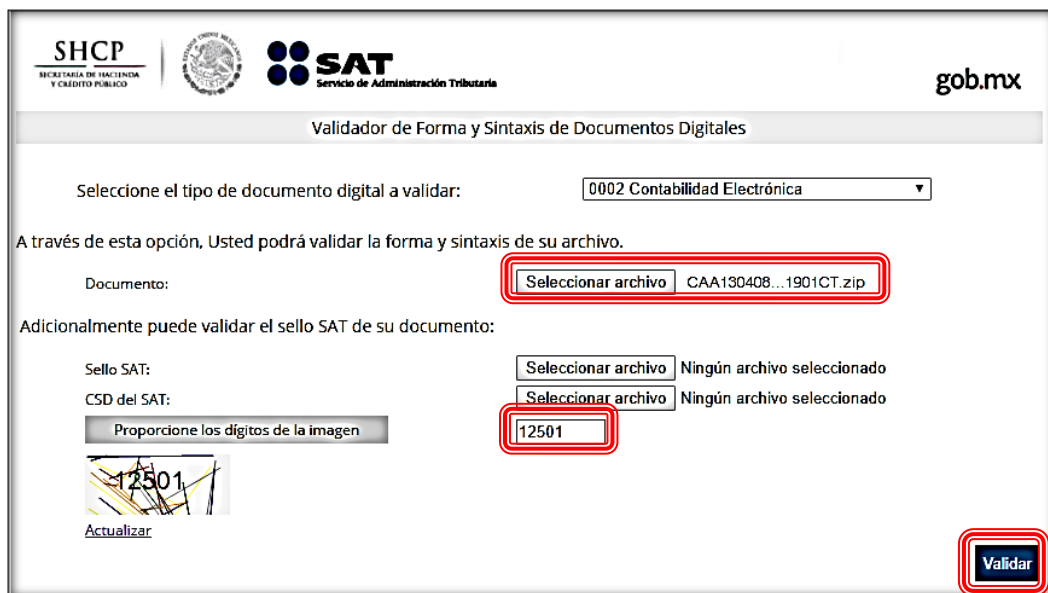 SHCP
SECRETARÍA DE HACIENDA
Y CRÉDITO PÚBLICO
ESTADOS UNIDOS MEXICANOS
SAT
Servicio de Administración Tributaria
gob.mx
Validador de Forma y Sintaxis de Documentos Digitales
Seleccione el tipo de documento digital a validar: 0002 Contabilidad Electrónica
A través de esta opción, Usted podrá validar la forma y sintaxis de su archivo.
Documento: Seleccionar archivo CAA130408...1901CT.zip
Adicionalmente puede validar el sello SAT de su documento:
Sello SAT: Seleccionar archivo Ningún archivo seleccionado
CSD del SAT: Seleccionar archivo Ningún archivo seleccionado
Proporcione los dígitos de la imagen 12501
12501
Actualizar
Validar